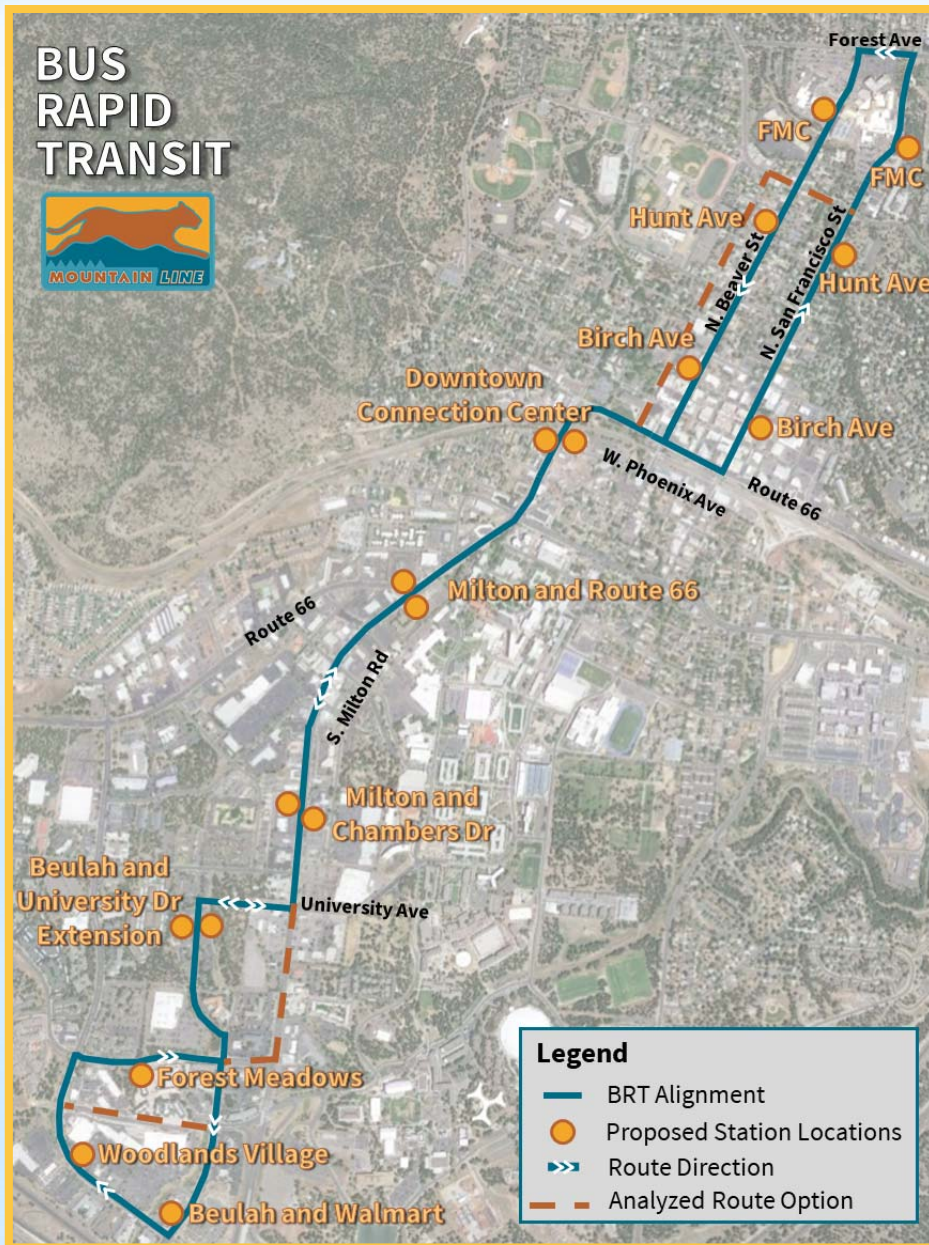 BUS
RAPID
TRANSIT
MOUNTAIN LINE
Forest Ave
FMC
FMC
Hunt Ave
N. Beaver St
N. San Francisco St
Hunt Ave
Birch Ave
Downtown
Connection Center
Birch Ave
W. Phoenix Ave
Route 66
Milton and Route 66
Route 66
S. Milton Rd
Milton and
Chambers Dr
Beulah and
University Dr
Extension
University Ave
Forest Meadows
Woodlands Village
Beulah and Walmart
Legend
BRT Alignment
Proposed Station Locations
Route Direction
Analyzed Route Option